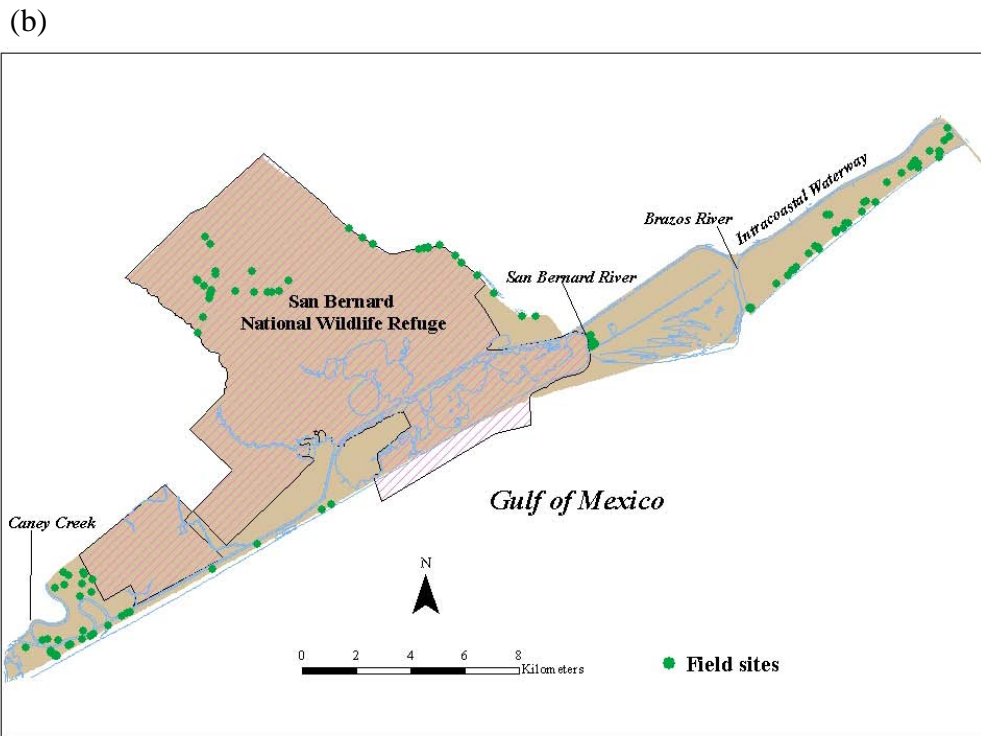 (b)
Intracoastal Waterway
Brazos River
San Bernard River
San Bernard
National Wildlife Refuge
Gulf of Mexico
Caney Creek
N
0 2 4 6 8
Kilometers
Field sites